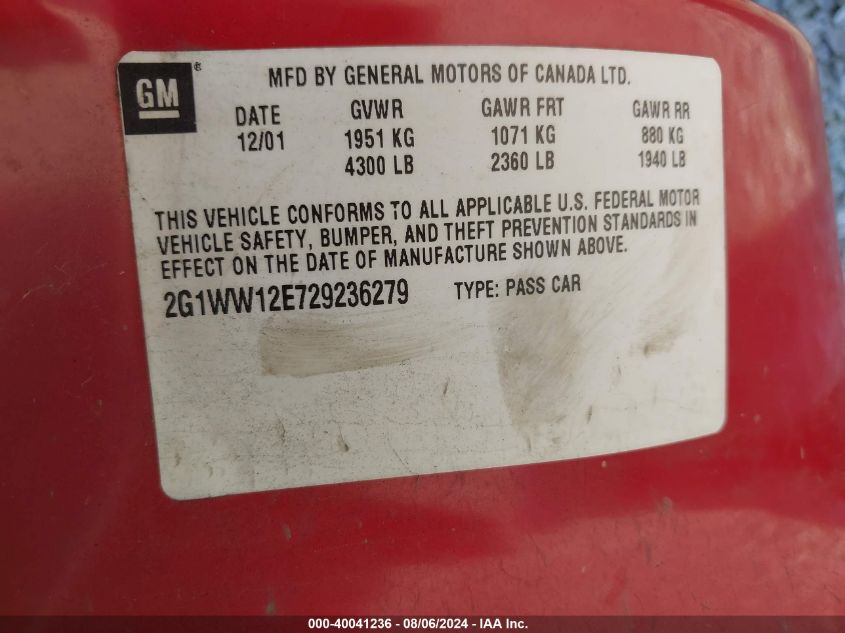 GM® MFD BY GENERAL MOTORS OF CANADA LTD.
DATE GVWR GAWR FRT GAWR RR
12/01 1951 KG 1071 KG 880 KG
4300 LB 2360 LB 1940 LB
THIS VEHICLE CONFORMS TO ALL APPLICABLE U.S. FEDERAL MOTOR
VEHICLE SAFETY, BUMPER, AND THEFT PREVENTION STANDARDS IN
EFFECT ON THE DATE OF MANUFACTURE SHOWN ABOVE.
2G1WW12E729236279 TYPE: PASS CAR
000-40041236 - 08/06/2024 - IAA Inc.